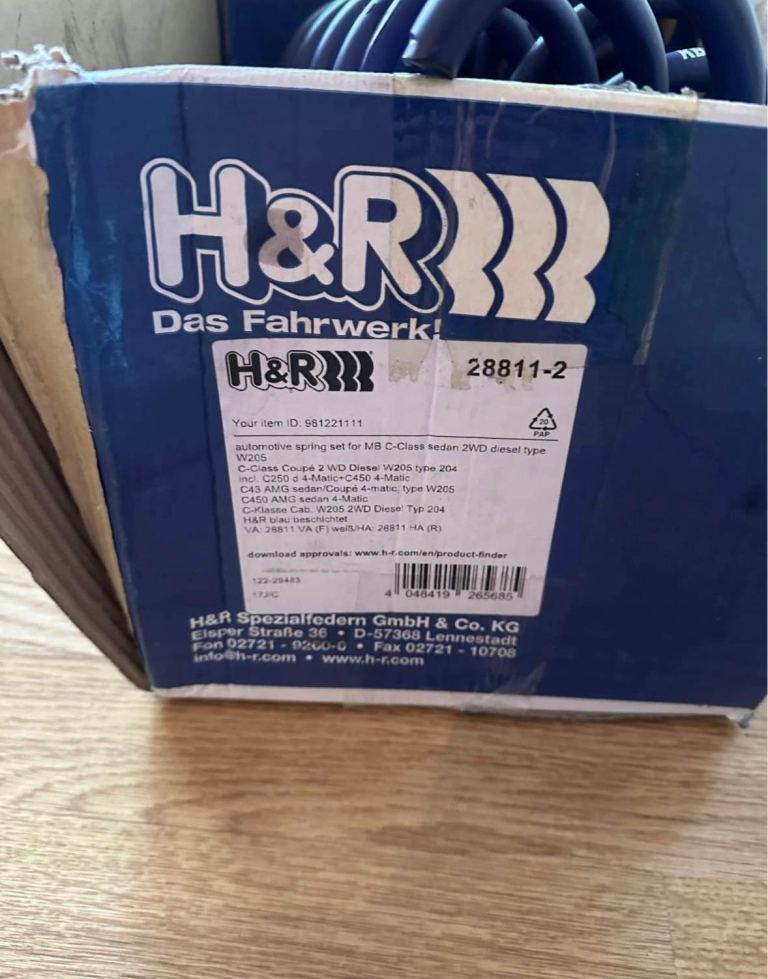 H&R
Das Fahrwerk!
H&R
28811-2
Your item ID: 981221111
20
PAP
automotive spring set for MB C-Class sedan 2WD diesel type
W205
C-Class Coupé 2 WD Diesel W205 type 204
incl. C250 d 4-Matic+C450 4-Matic
C43 AMG sedan/Coupé 4-matic, type W205
C450 AMG sedan 4-Matic
C-Klasse Cab. W205 2WD Diesel Typ 204
H&R blau beschichtet
VA: 28811 VA (F) weiß/HA: 28811 HA (R)
download approvals: www.h-r.com/en/product-finder
122-29483
17J/C
4 048419 265685
H&R Spezialfedern GmbH & Co. KG
Elsper Straße 36 • D-57368 Lennestadt
Fon 02721 - 9260-0 • Fax 02721 - 10708
info@h-r.com • www.h-r.com